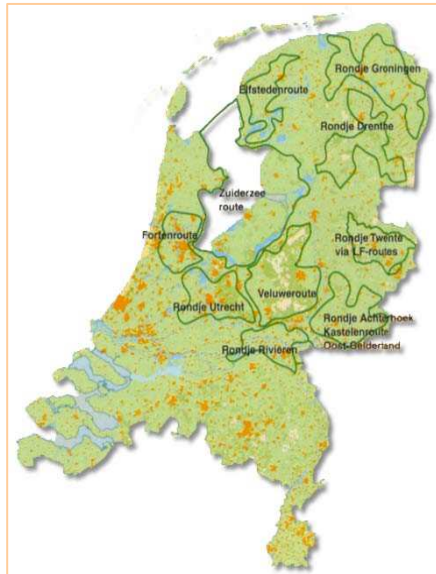 Rondje Groningen
Elfstedenroute
Rondje Drenthe
Zuiderzee
route
Fortenroute
Rondje Twente
via LF-routes
Veluweroute
Rondje Utrecht
Rondje Achterhoek
Kastelenroute
Oost-Gelderland
Rondje Rivieren